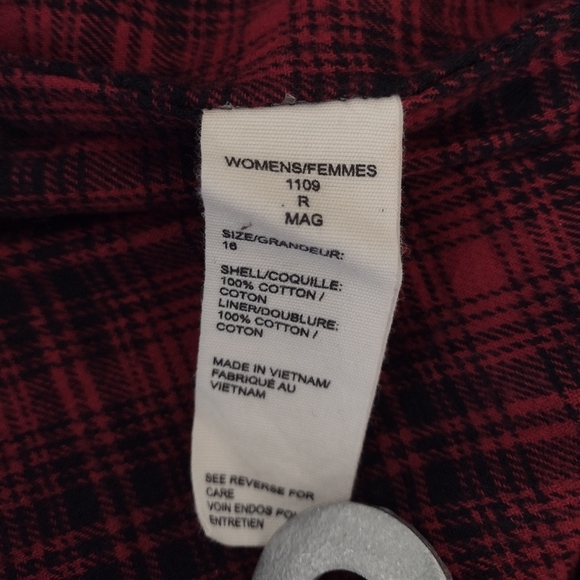 WOMENS/FEMMES
1109
R
MAG
SIZE/GRANDEUR:
16
SHELL/COQUILLE:
100% COTTON /
COTON
LINER/DOUBLURE:
100% COTTON /
COTON
MADE IN VIETNAM/
FABRIQUÉ AU
VIETNAM
SEE REVERSE FOR
CARE
VOIN ENDOS
ENTRETIEN